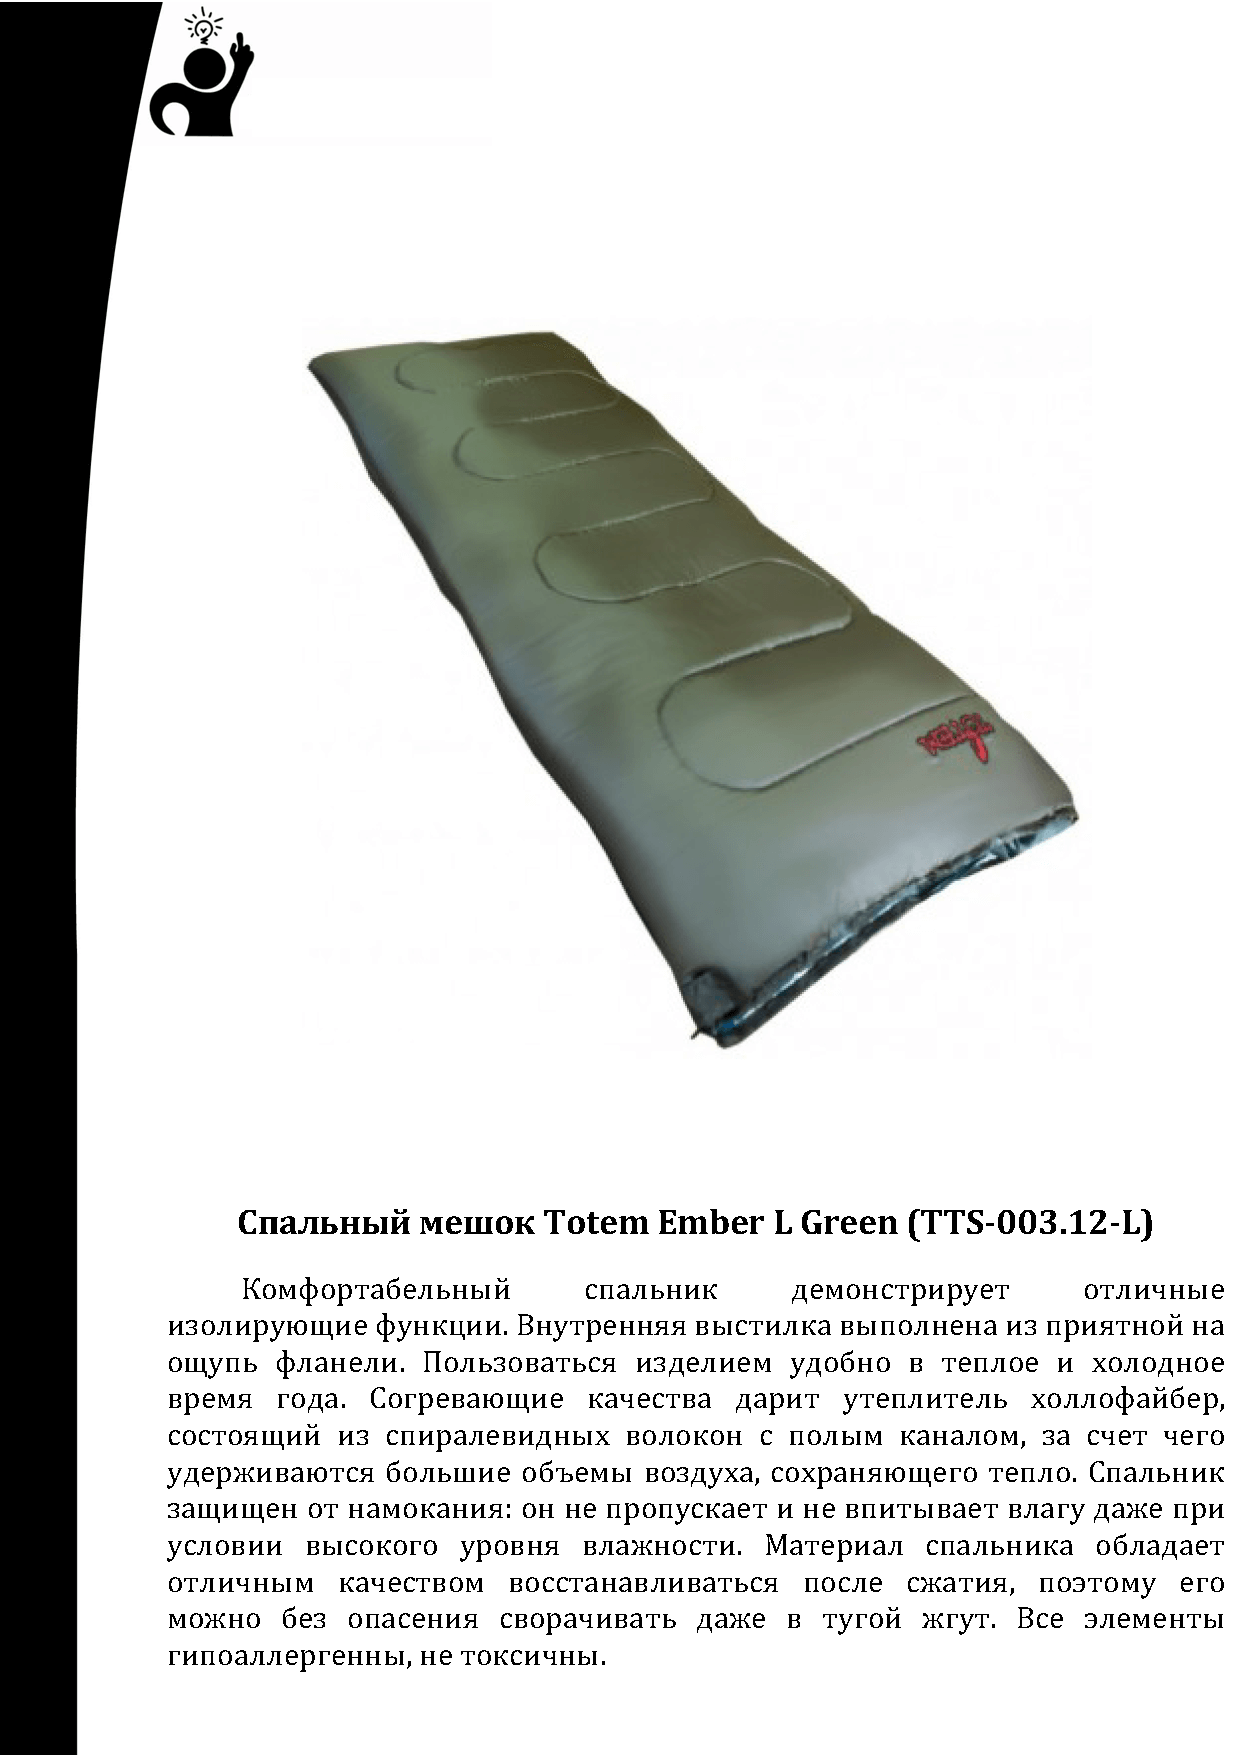 TOTEM
Спальный мешок Totem Ember L Green (TTS-003.12-L)
Комфортабельный спальник демонстрирует отличные
изолирующие функции. Внутренняя выстилка выполнена из приятной на
ощупь фланели. Пользоваться изделием удобно в теплое и холодное
время года. Согревающие качества дарит утеплитель холлофайбер,
состоящий из спиралевидных волокон с полым каналом, за счет чего
удерживаются большие объемы воздуха, сохраняющего тепло. Спальник
защищен от намокания: он не пропускает и не впитывает влагу даже при
условии высокого уровня влажности. Материал спальника обладает
отличным качеством восстанавливаться после сжатия, поэтому его
можно без опасения сворачивать даже в тугой жгут. Все элементы
гипоаллергенны, не токсичны.